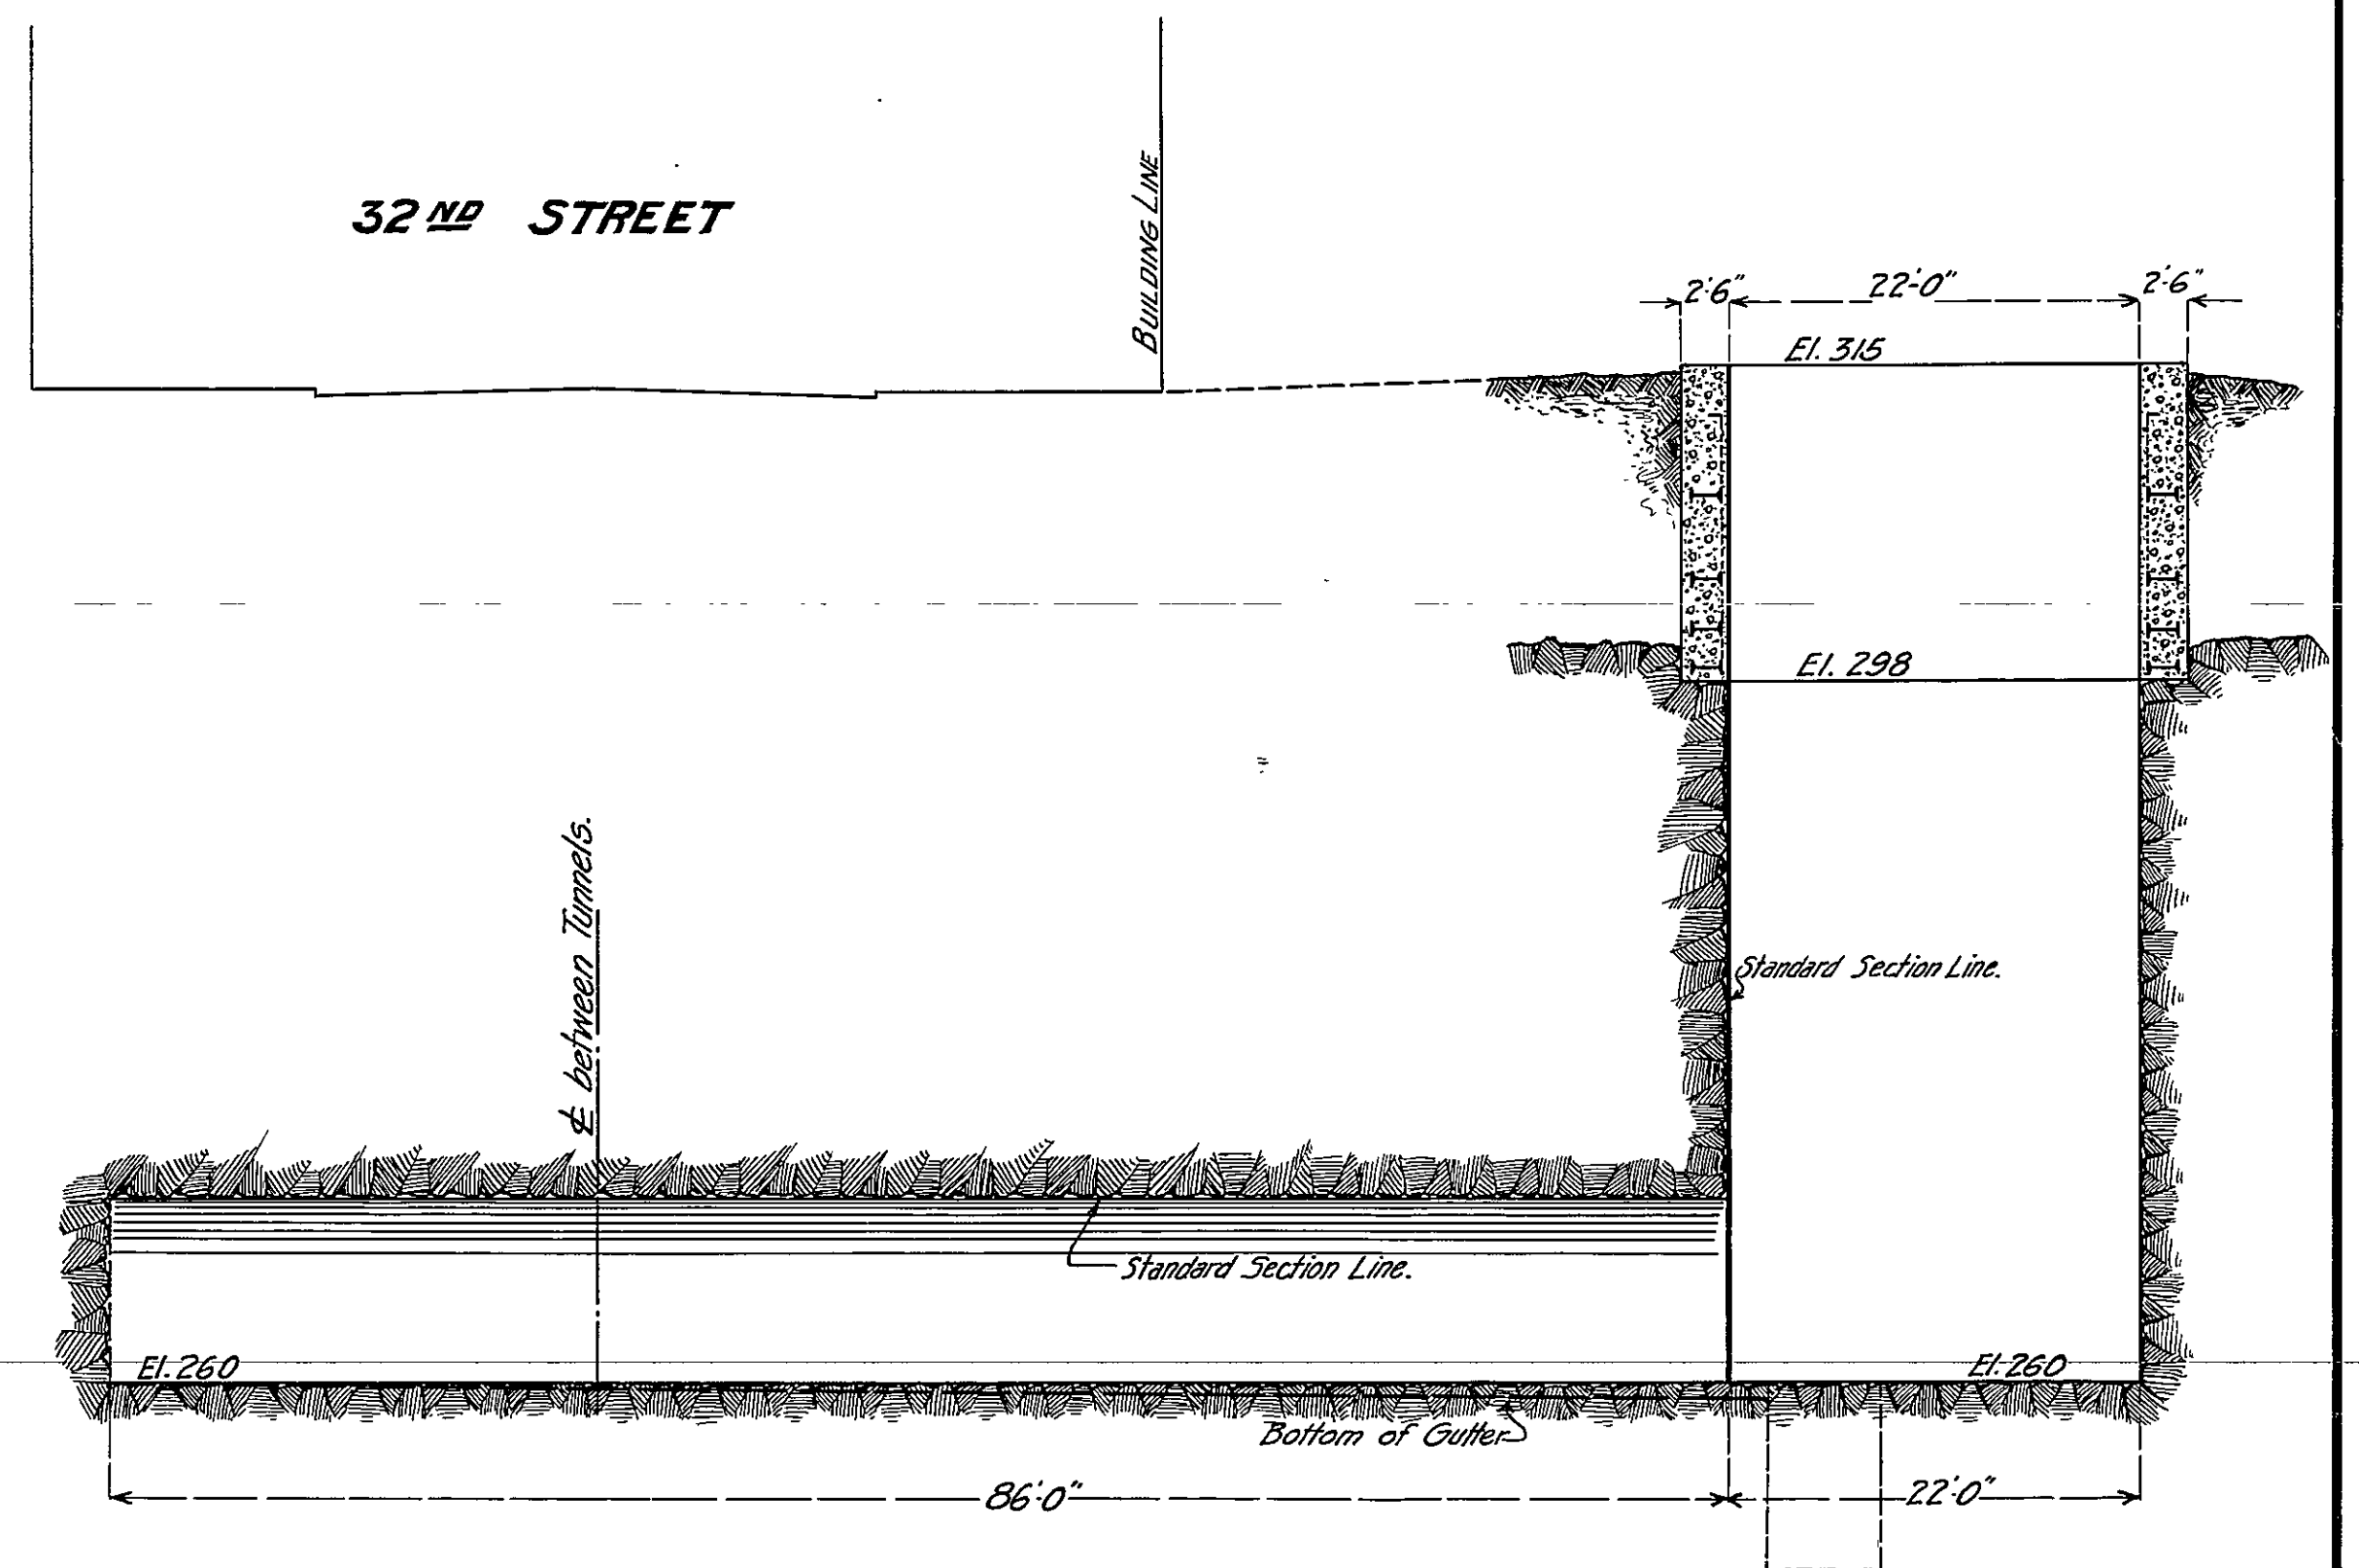 32ND STREET
BUILDING LINE
2'-6"
22'-0"
2'-6"
El. 315
El. 298
℄ between Tunnels.
Standard Section Line.
Standard Section Line.
El. 260
El. 260
Bottom of Gutter
86'-0"
22'-0"